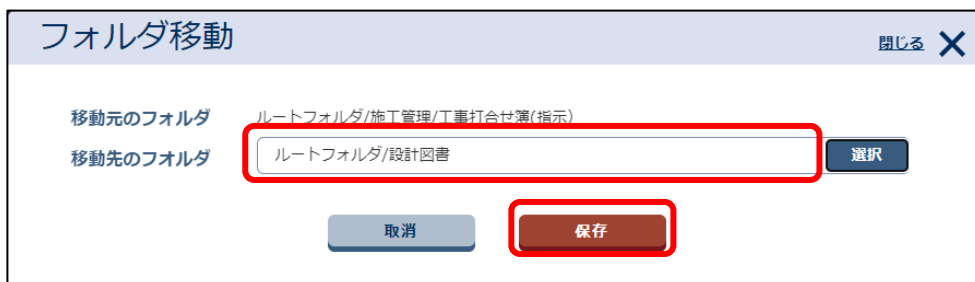 フォルダ移動
閉じる
移動元のフォルダ ルートフォルダ/施工管理/工事打合せ簿(指示)
移動先のフォルダ ルートフォルダ/設計図書 選択
取消 保存